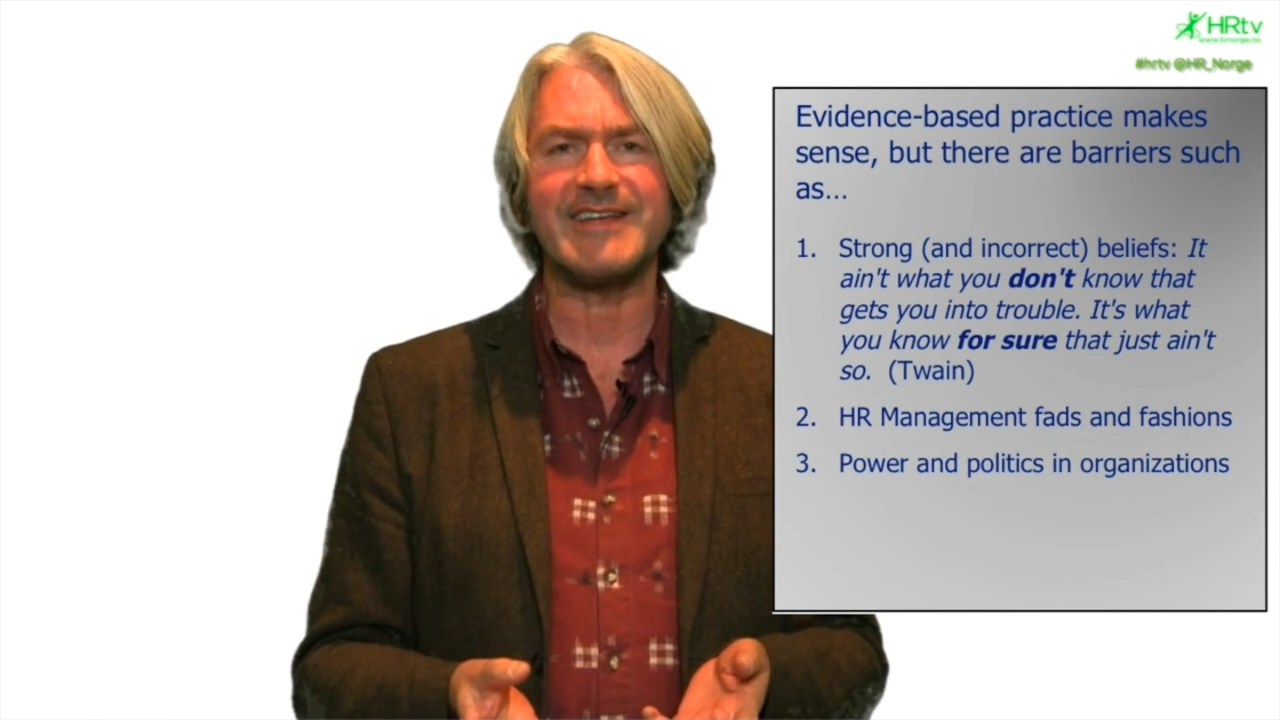 HRtv
#hrtv @HR_Norge
Evidence-based practice makes
sense, but there are barriers such
as…
1. Strong (and incorrect) beliefs: It
ain't what you don't know that
gets you into trouble. It's what
you know for sure that just ain't
so. (Twain)
2. HR Management fads and fashions
3. Power and politics in organizations